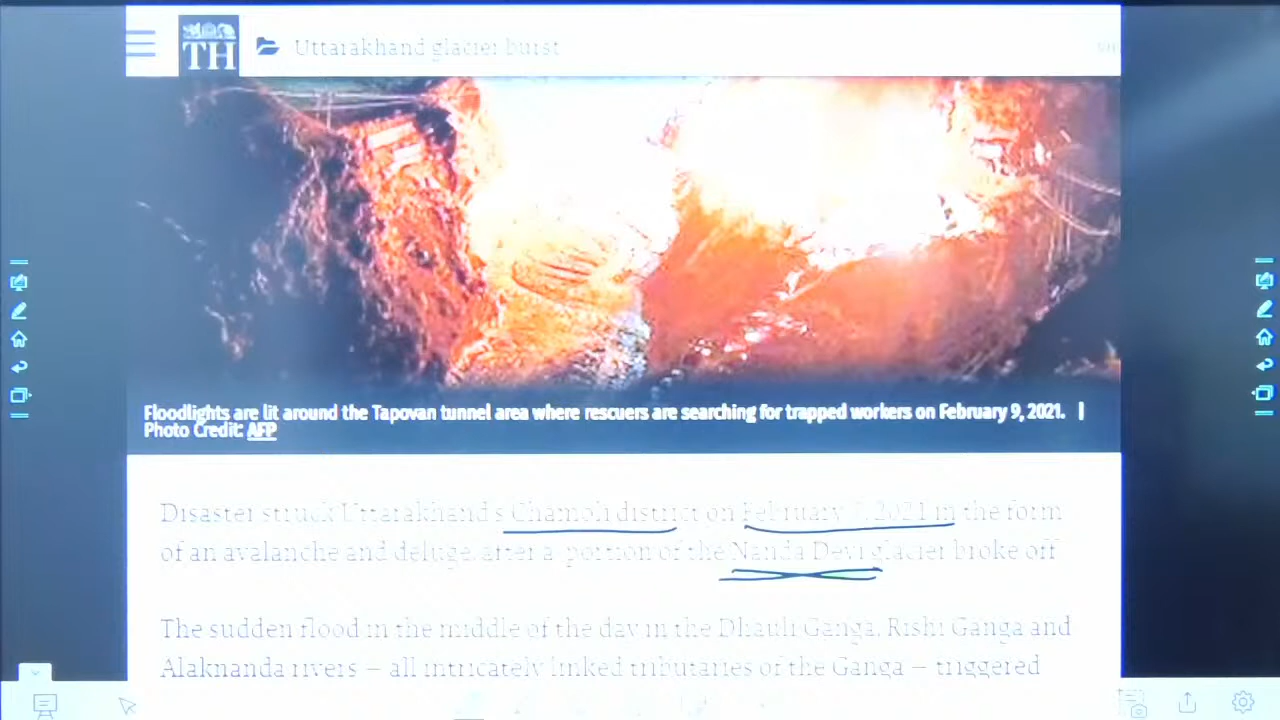 TH Uttarakhand glacier burst
Floodlights are lit around the Tapovan tunnel area where rescuers are searching for trapped workers on February 9, 2021. |
Photo Credit: AFP
Disaster struck Uttarakhand's Chamoli district on February 7, 2021 in the form
of an avalanche and deluge, after a portion of the Nanda Devi glacier broke off
The sudden flood in the middle of the day in the Dhauli Ganga, Rishi Ganga and
Alaknanda rivers – all intricately linked tributaries of the Ganga – triggered